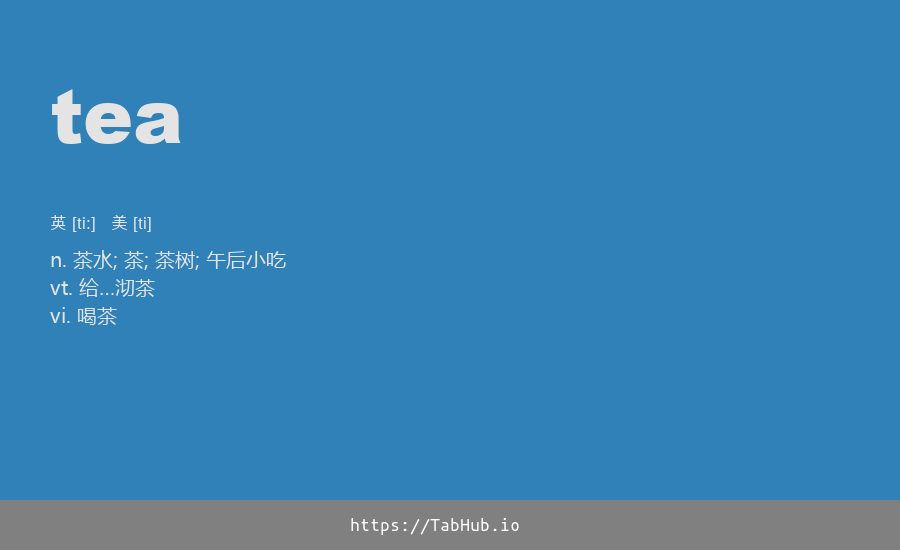 tea
英 [ti:] 美 [ti]
n. 茶水; 茶; 茶树; 午后小吃
vt. 给...沏茶
vi. 喝茶
https://TabHub.io